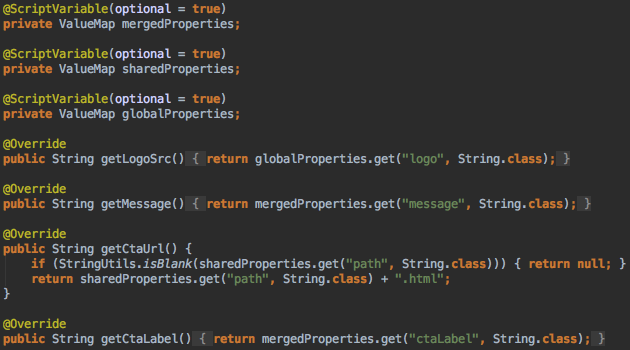 @ScriptVariable(optional = true)
private ValueMap mergedProperties;
@ScriptVariable(optional = true)
private ValueMap sharedProperties;
@ScriptVariable(optional = true)
private ValueMap globalProperties;
@Override
public String getLogoSrc() { return globalProperties.get("logo", String.class); }
@Override
public String getMessage() { return mergedProperties.get("message", String.class); }
@Override
public String getCtaUrl() {
if (StringUtils.isBlank(sharedProperties.get("path", String.class))) { return null; }
return sharedProperties.get("path", String.class) + ".html";
}
@Override
public String getCtaLabel() { return mergedProperties.get("ctaLabel", String.class); }